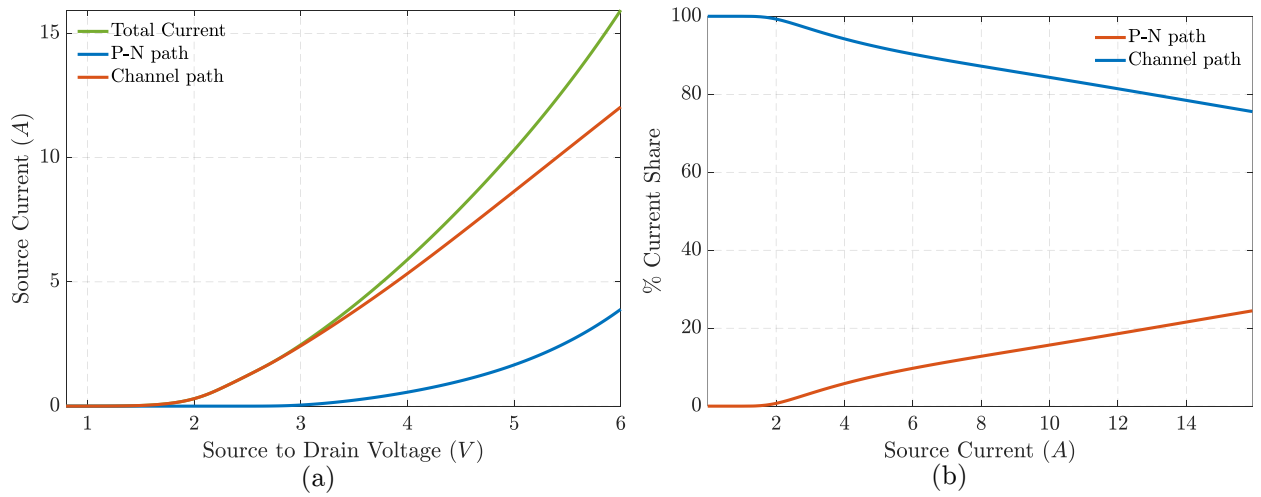 Total Current
P-N path
Channel path
Source Current (A)
15
10
5
0
1 2 3 4 5 6
Source to Drain Voltage (V)
(a)
P-N path
Channel path
% Current Share
100
80
60
40
20
0
2 4 6 8 10 12 14
Source Current (A)
(b)